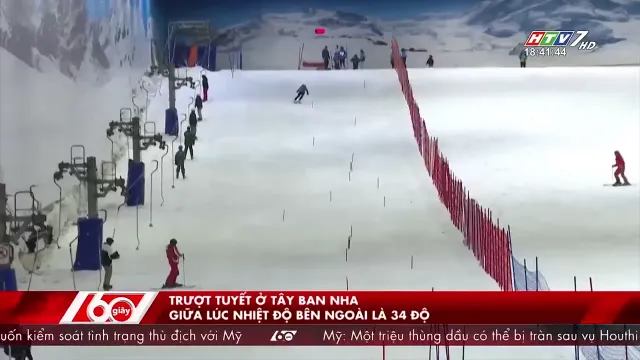 HTV7 HD
18:41:44
60 giây
TRƯỢT TUYẾT Ở TÂY BAN NHA
GIỮA LÚC NHIỆT ĐỘ BÊN NGOÀI LÀ 34 ĐỘ
uốn kiểm soát tình trạng thù địch với Mỹ Mỹ: Một triệu thùng dầu có thể bị tràn sau vụ Houth